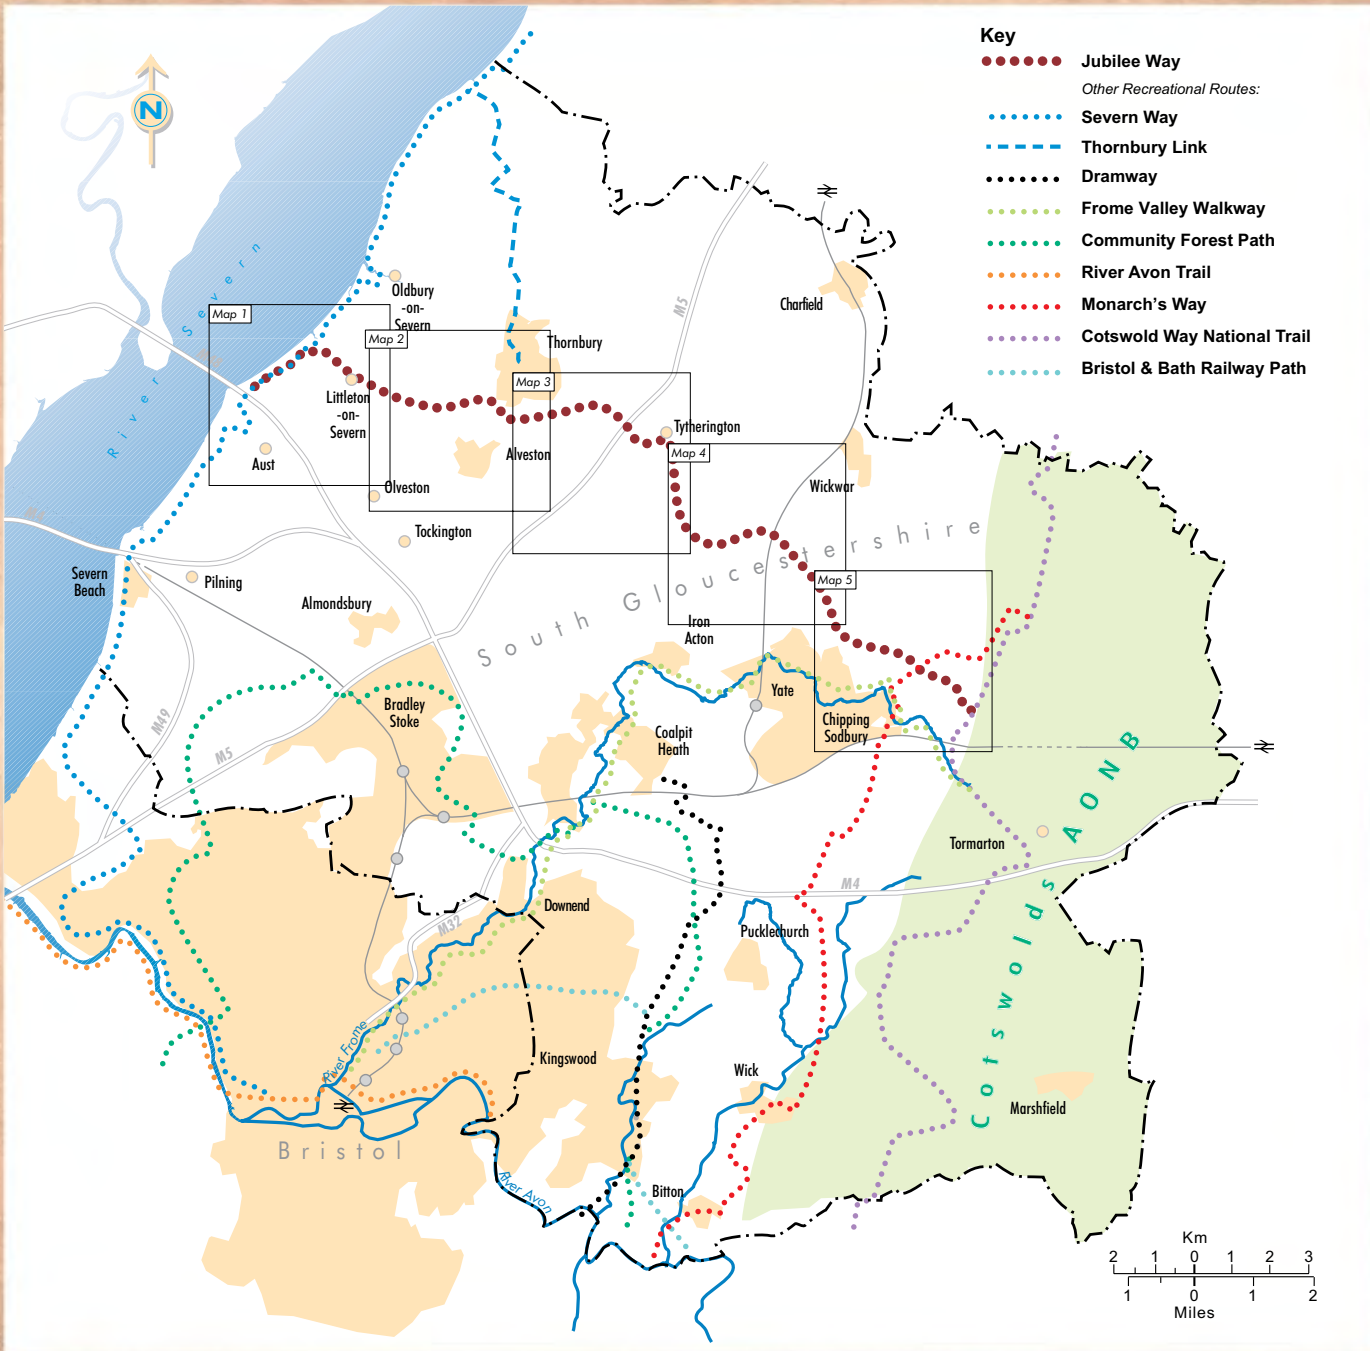 Key
Jubilee Way
Other Recreational Routes:
Severn Way
Thornbury Link
Dramway
Frome Valley Walkway
Community Forest Path
River Avon Trail
Monarch's Way
Cotswold Way National Trail
Bristol & Bath Railway Path
N
River Severn
Oldbury
-on-
Severn
Map 1
Map 2
Thornbury
Map 3
M5
Charfield
Littleton
-on-
Severn
Aust
Alveston
Tytherington
Map 4
Olveston
Tockington
Wickwar
South Gloucestershire
Map 5
Severn
Beach
Pilning
Almondsbury
Iron
Acton
M49
M5
Bradley
Stoke
Yate
Chipping
Sodbury
Coalpit
Heath
Cotswolds AONB
Tormarton
M4
Downend
M32
Pucklechurch
River Frome
Kingswood
Wick
Marshfield
Bristol
River Avon
Bitton
Km
2 1 0 1 2 3
1 0 1 2
Miles